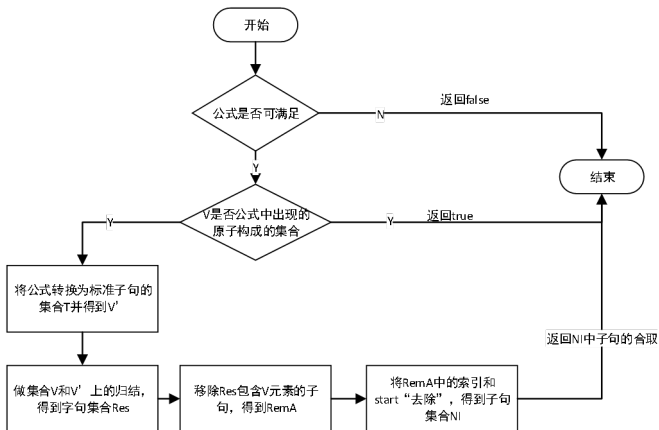 开始
公式是否可满足
N
返回false
结束
Y
V是否公式中出现的
原子构成的集合
Y
Y
返回true
将公式转换为标准子句的
集合T并得到V’
返回NI中子句的合取
做集合V和V’上的归结，
得到字句集合Res
移除Res包含V元素的子
句，得到RemA
将RemA中的索引和
start“去除”，得到子句
集合NI